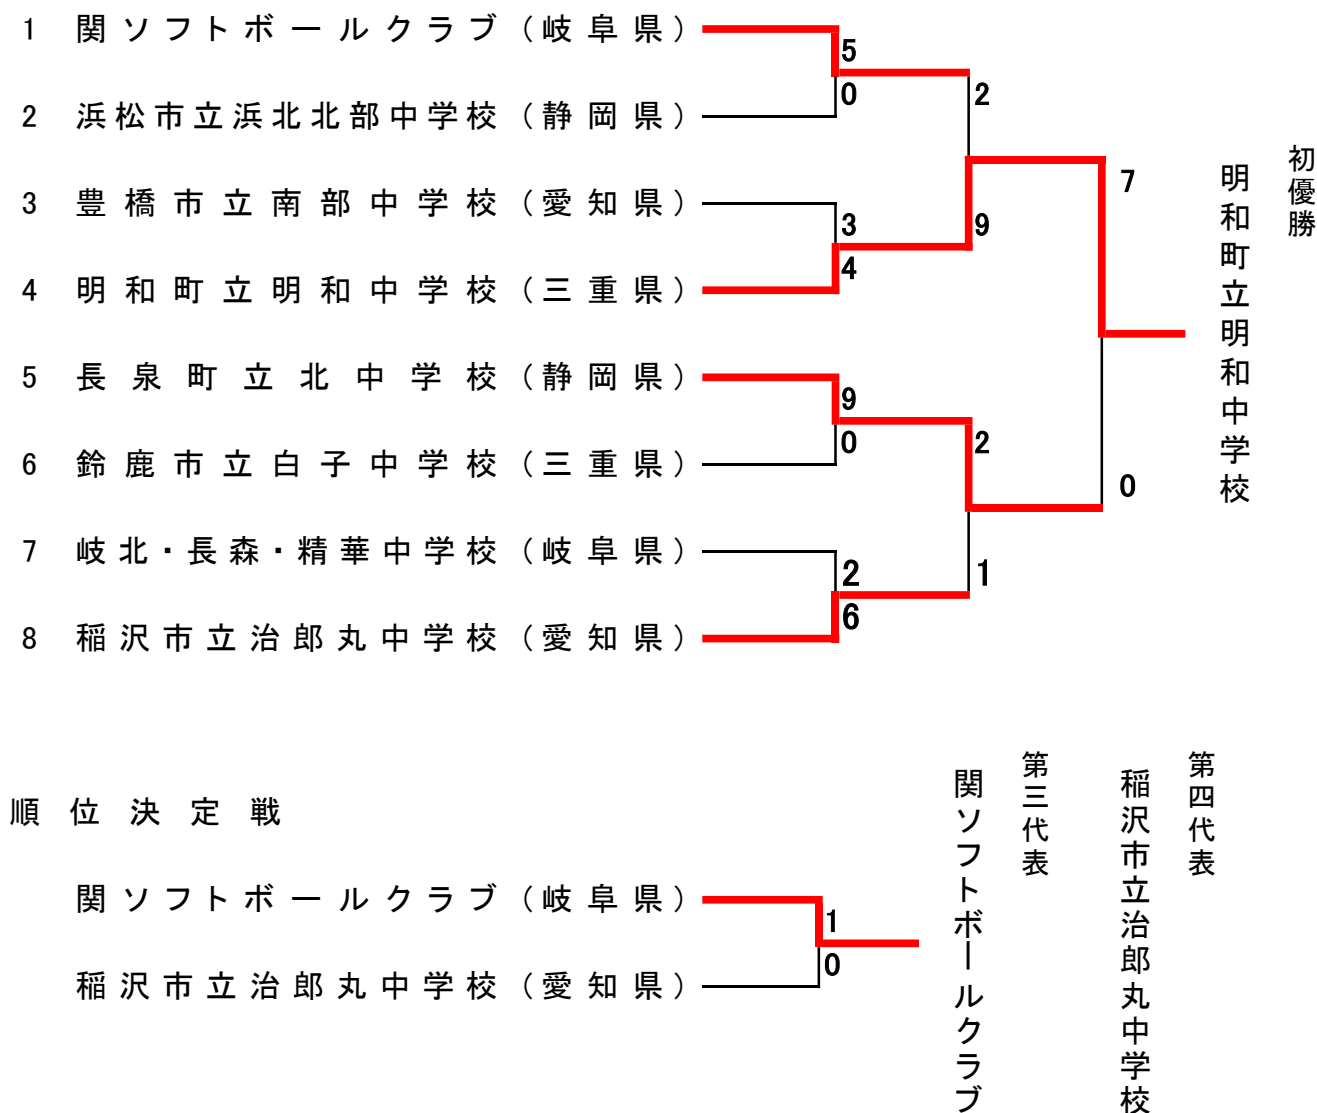 1 関ソフトボールクラブ（岐阜県）
5
0
2 浜松市立浜北北部中学校（静岡県）
2
3 豊橋市立南部中学校（愛知県）
3
4
9
4 明和町立明和中学校（三重県）
7
5 長泉町立北中学校（静岡県）
9
0
2
6 鈴鹿市立白子中学校（三重県）
0
7 岐北・長森・精華中学校（岐阜県）
2
6
1
8 稲沢市立治郎丸中学校（愛知県）
初優勝
明和町立明和中学校
順位決定戦
関ソフトボールクラブ（岐阜県）
1
0
稲沢市立治郎丸中学校（愛知県）
第三代表
関ソフトボールクラブ
第四代表
稲沢市立治郎丸中学校